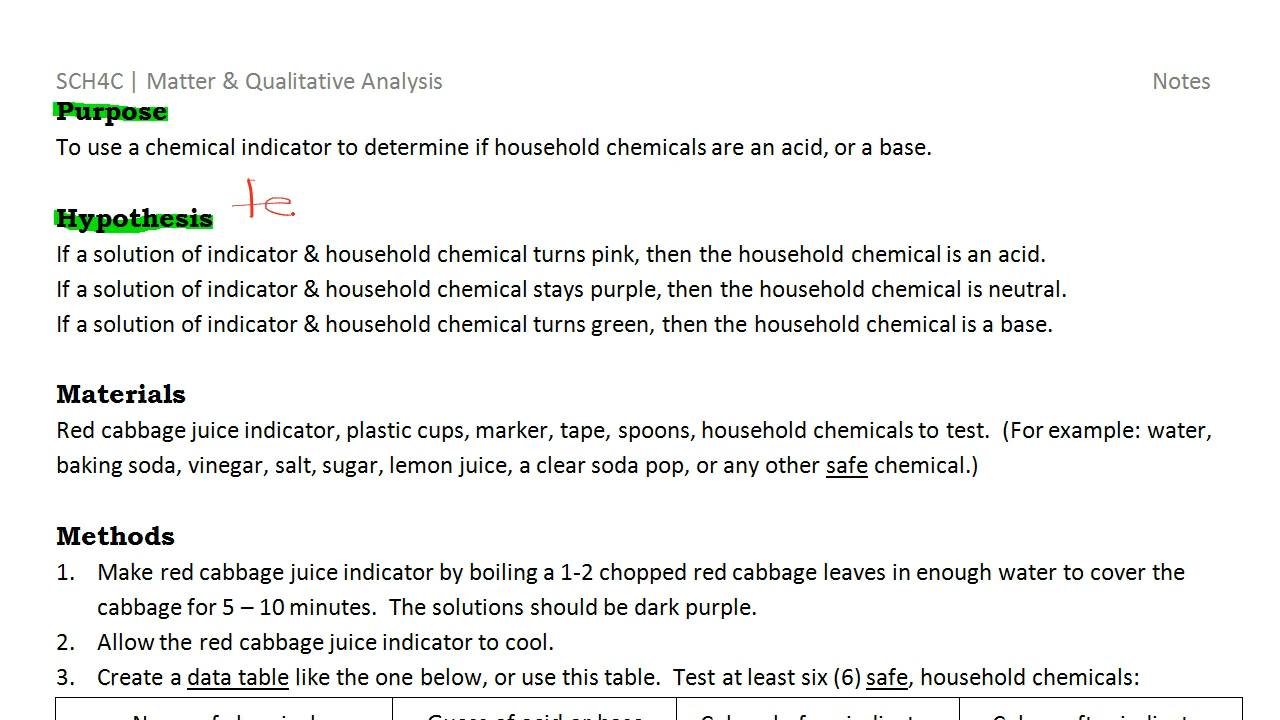 SCH4C | Matter & Qualitative Analysis Notes
Purpose
To use a chemical indicator to determine if household chemicals are an acid, or a base.
te
Hypothesis
If a solution of indicator & household chemical turns pink, then the household chemical is an acid.
If a solution of indicator & household chemical stays purple, then the household chemical is neutral.
If a solution of indicator & household chemical turns green, then the household chemical is a base.
Materials
Red cabbage juice indicator, plastic cups, marker, tape, spoons, household chemicals to test. (For example: water,
baking soda, vinegar, salt, sugar, lemon juice, a clear soda pop, or any other safe chemical.)
Methods
1. Make red cabbage juice indicator by boiling a 1-2 chopped red cabbage leaves in enough water to cover the
cabbage for 5 – 10 minutes. The solutions should be dark purple.
2. Allow the red cabbage juice indicator to cool.
3. Create a data table like the one below, or use this table. Test at least six (6) safe, household chemicals: